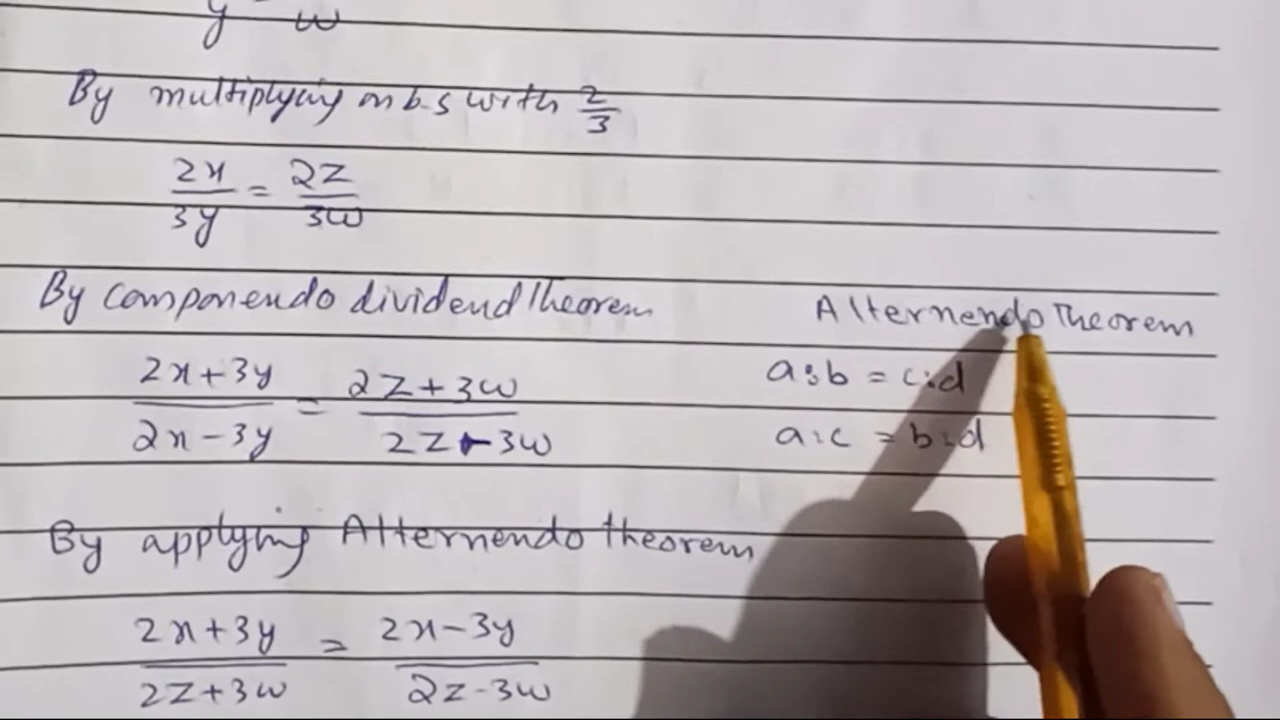 y w
By multiplying on b.s with 2/3
2x/3y = 2z/3w
By componendo dividend Theorem
Alternendo Theorem
(2x+3y)/(2x-3y) = (2z+3w)/(2z-3w)
a:b = c:d
a:c = b:d
By applying Alternendo theorem
(2x+3y)/(2z+3w) = (2x-3y)/(2z-3w)